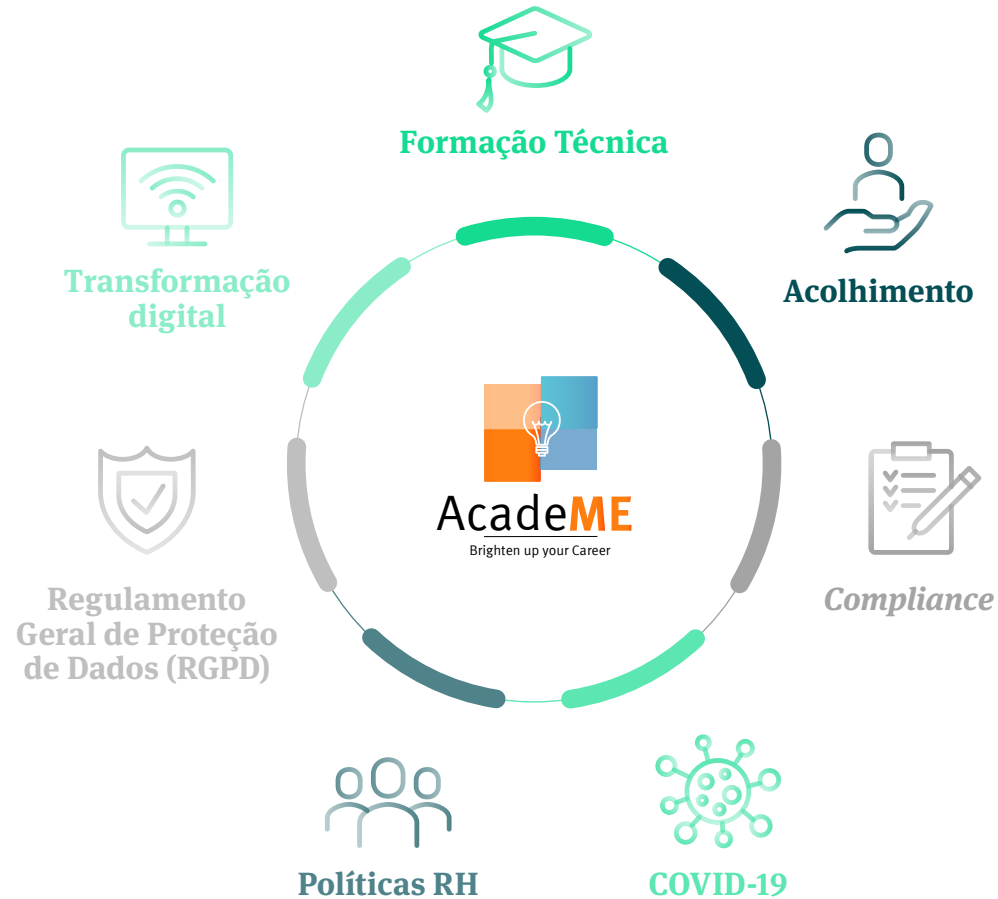 Formação Técnica
Acolhimento
Transformação
digital
AcadeME
Brighten up your Career
Compliance
Regulamento
Geral de Proteção
de Dados (RGPD)
Políticas RH
COVID-19